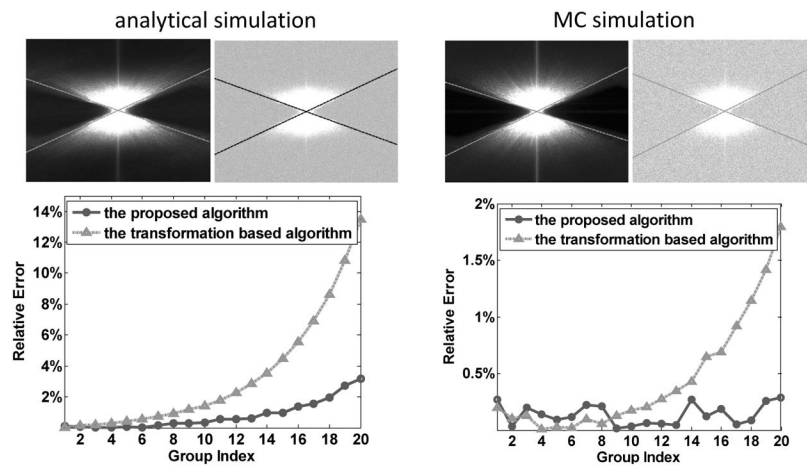 analytical simulation
MC simulation
14%
12%
10%
8%
6%
4%
2%
Relative Error
the proposed algorithm
the transformation based algorithm
2 4 6 8 10 12 14 16 18 20
Group Index
2%
1.5%
1%
0.5%
Relative Error
the proposed algorithm
the transformation based algorithm
2 4 6 8 10 12 14 16 18 20
Group Index